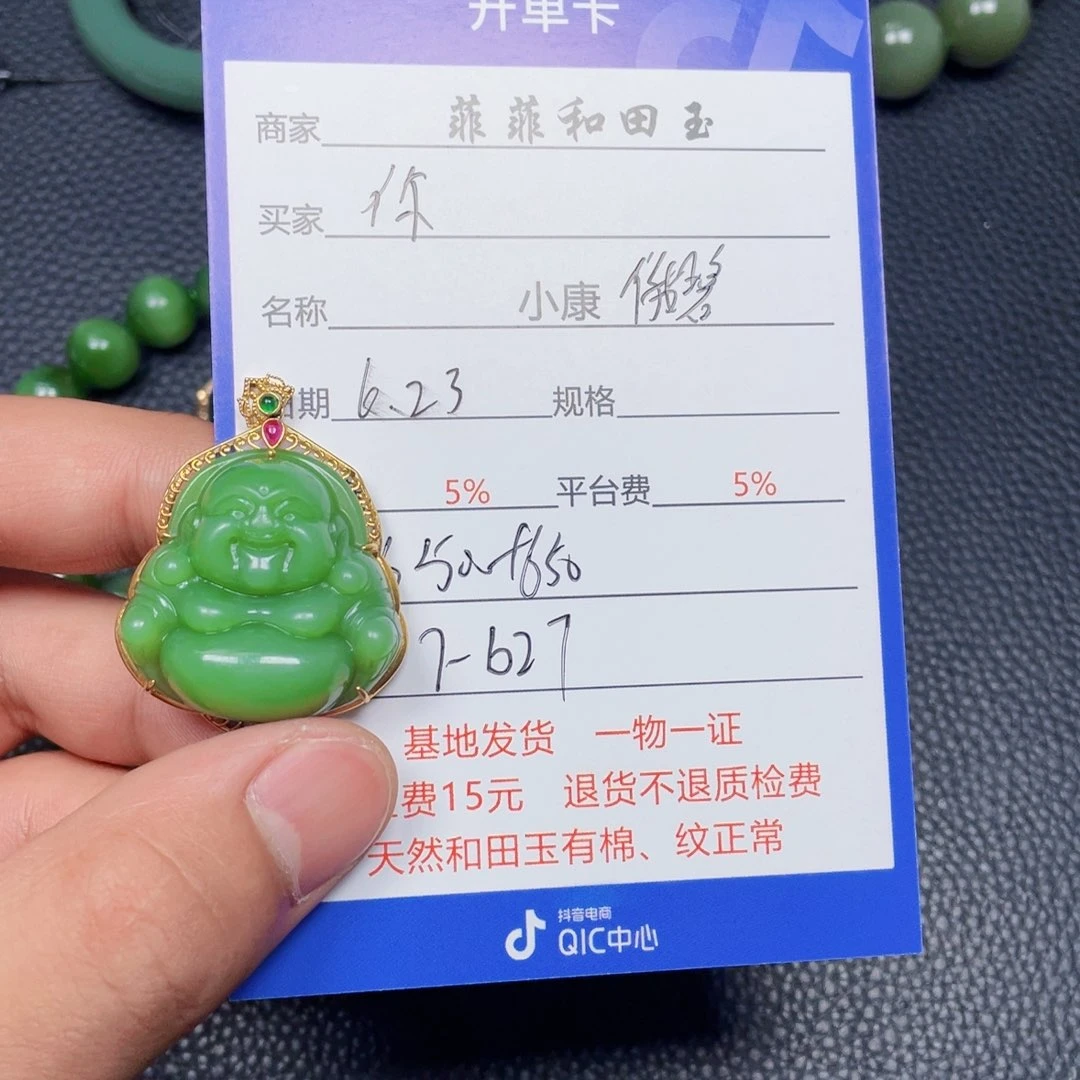 开单卡
商家 菲菲和田玉
买家 你
名称 小康 俄碧
日期 6.23 规格
5% 平台费 5%
7-627
基地发货 一物一证
费15元 退货不退质检费
天然和田玉有棉、纹正常
抖音电商
QIC中心